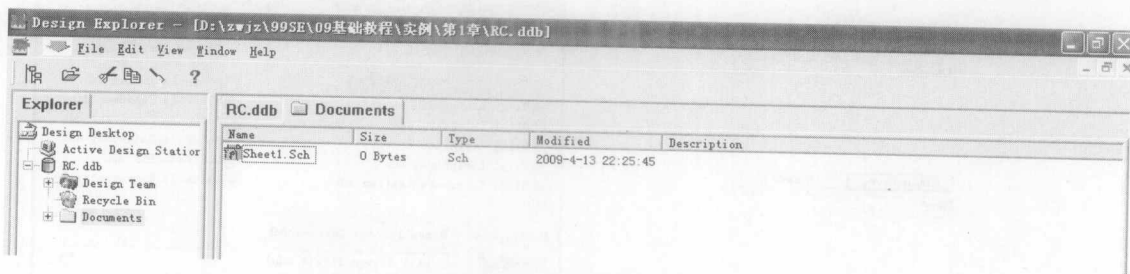 Design Explorer - [D:\zwjz\99SE\09基础教程\实例\第1章\RC.ddb]
File Edit View Window Help
Explorer
RC.ddb Documents
Design Desktop
Active Design Station
RC.ddb
Design Team
Recycle Bin
Documents
Name Size Type Modified Description
Sheet1.Sch 0 Bytes Sch 2009-4-13 22:25:45